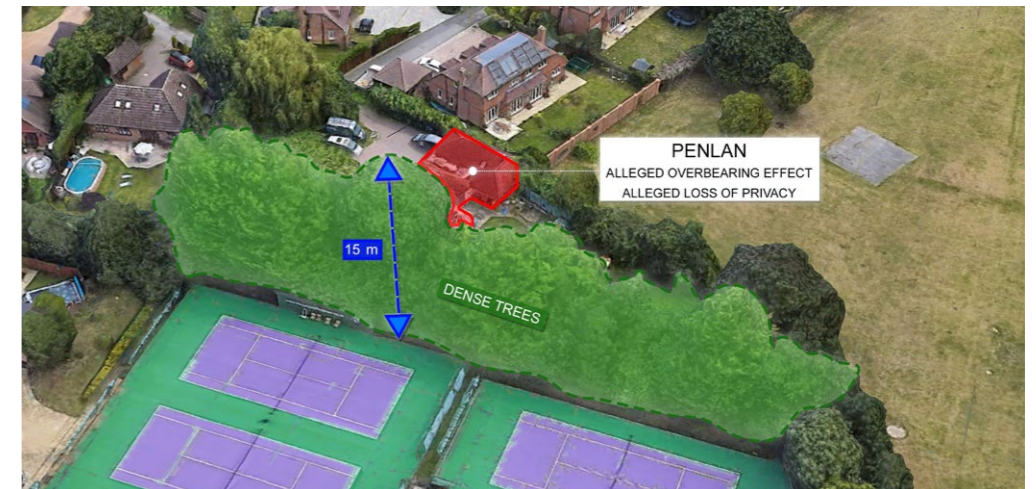 PENLAN
ALLEGED OVERBEARING EFFECT
ALLEGED LOSS OF PRIVACY
15 m
DENSE TREES